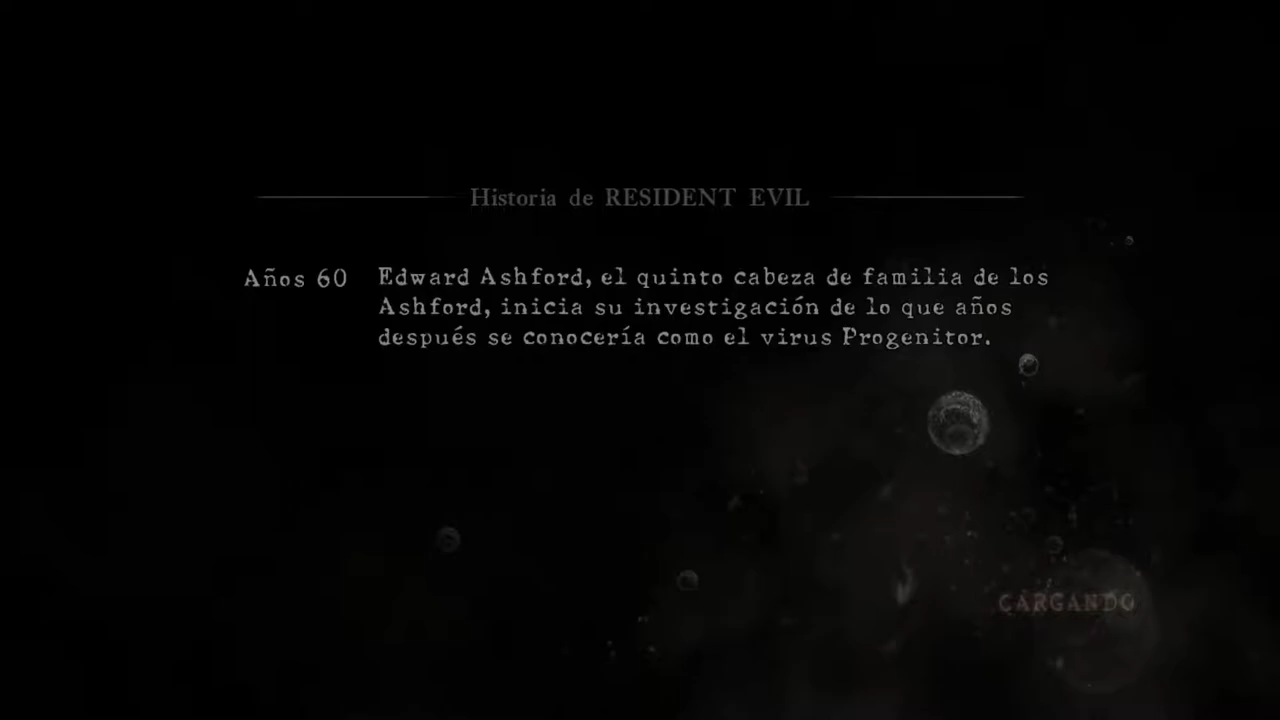 Historia de RESIDENT EVIL
Años 60
Edward Ashford, el quinto cabeza de familia de los
Ashford, inicia su investigación de lo que años
después se conocería como el virus Progenitor.
CARGANDO